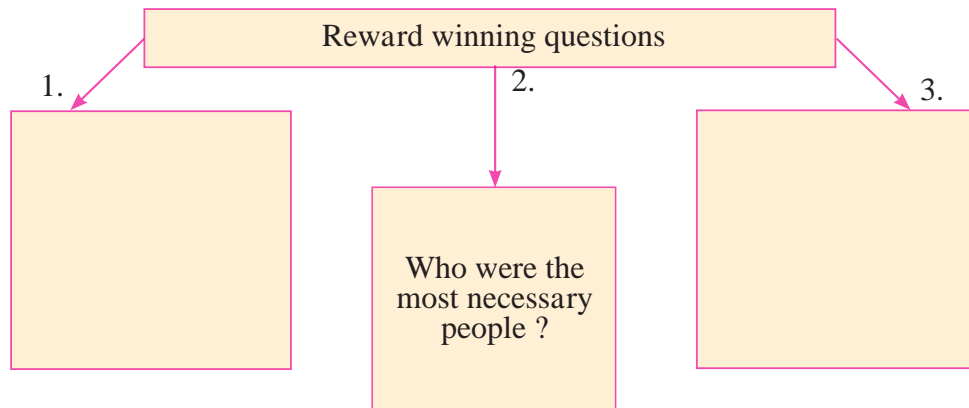 Reward winning questions
1.
2.
3.
Who were the
most necessary
people ?